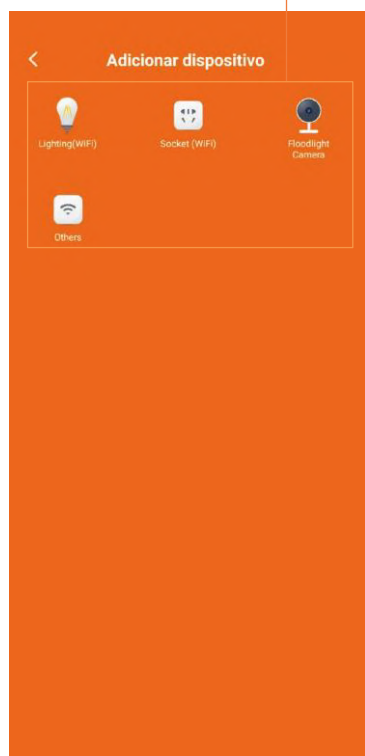 Adicionar dispositivo
Lighting(WiFi)
Socket (WiFi)
Floodlight
Camera
Others